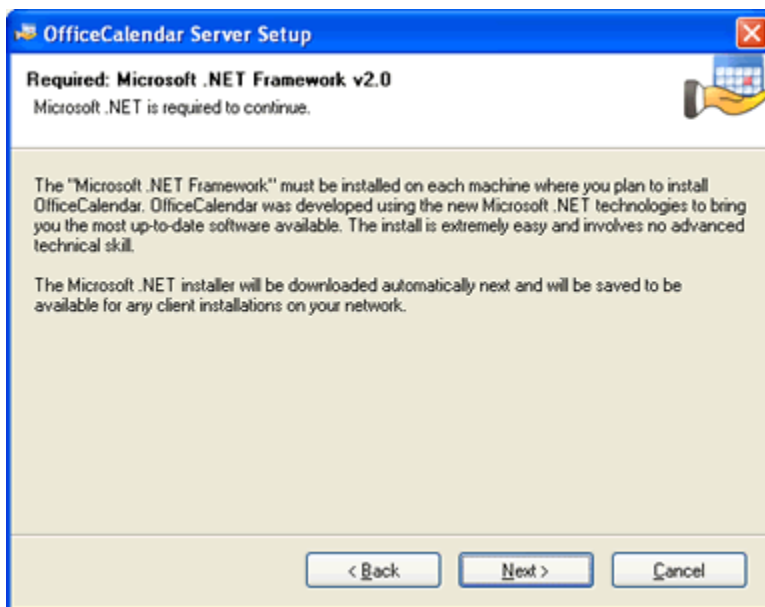 OfficeCalendar Server Setup
Required: Microsoft .NET Framework v2.0
Microsoft .NET is required to continue.
The "Microsoft .NET Framework" must be installed on each machine where you plan to install
OfficeCalendar. OfficeCalendar was developed using the new Microsoft .NET technologies to bring
you the most up-to-date software available. The install is extremely easy and involves no advanced
technical skill.
The Microsoft .NET installer will be downloaded automatically next and will be saved to be
available for any client installations on your network.
< Back Next > Cancel